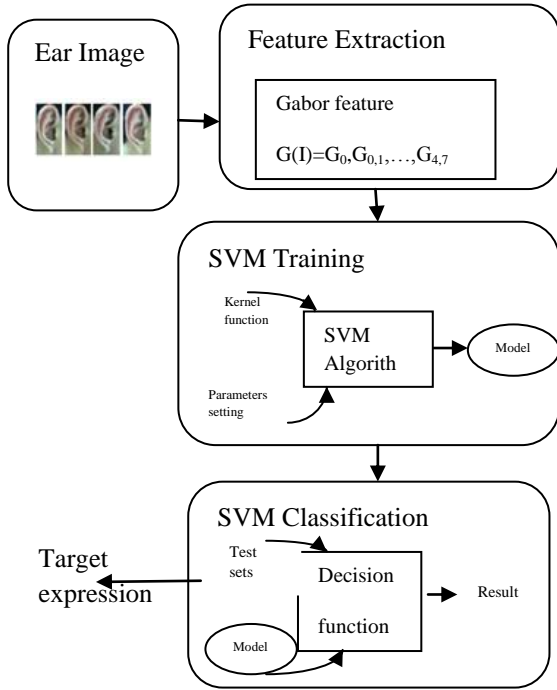 Ear Image
Feature Extraction
Gabor feature
G(I)=G0,G0,1,…,G4,7
SVM Training
Kernel
function
SVM
Algorith
Model
Parameters
setting
SVM Classification
Target
expression
Test
sets
Decision
function
Result
Model